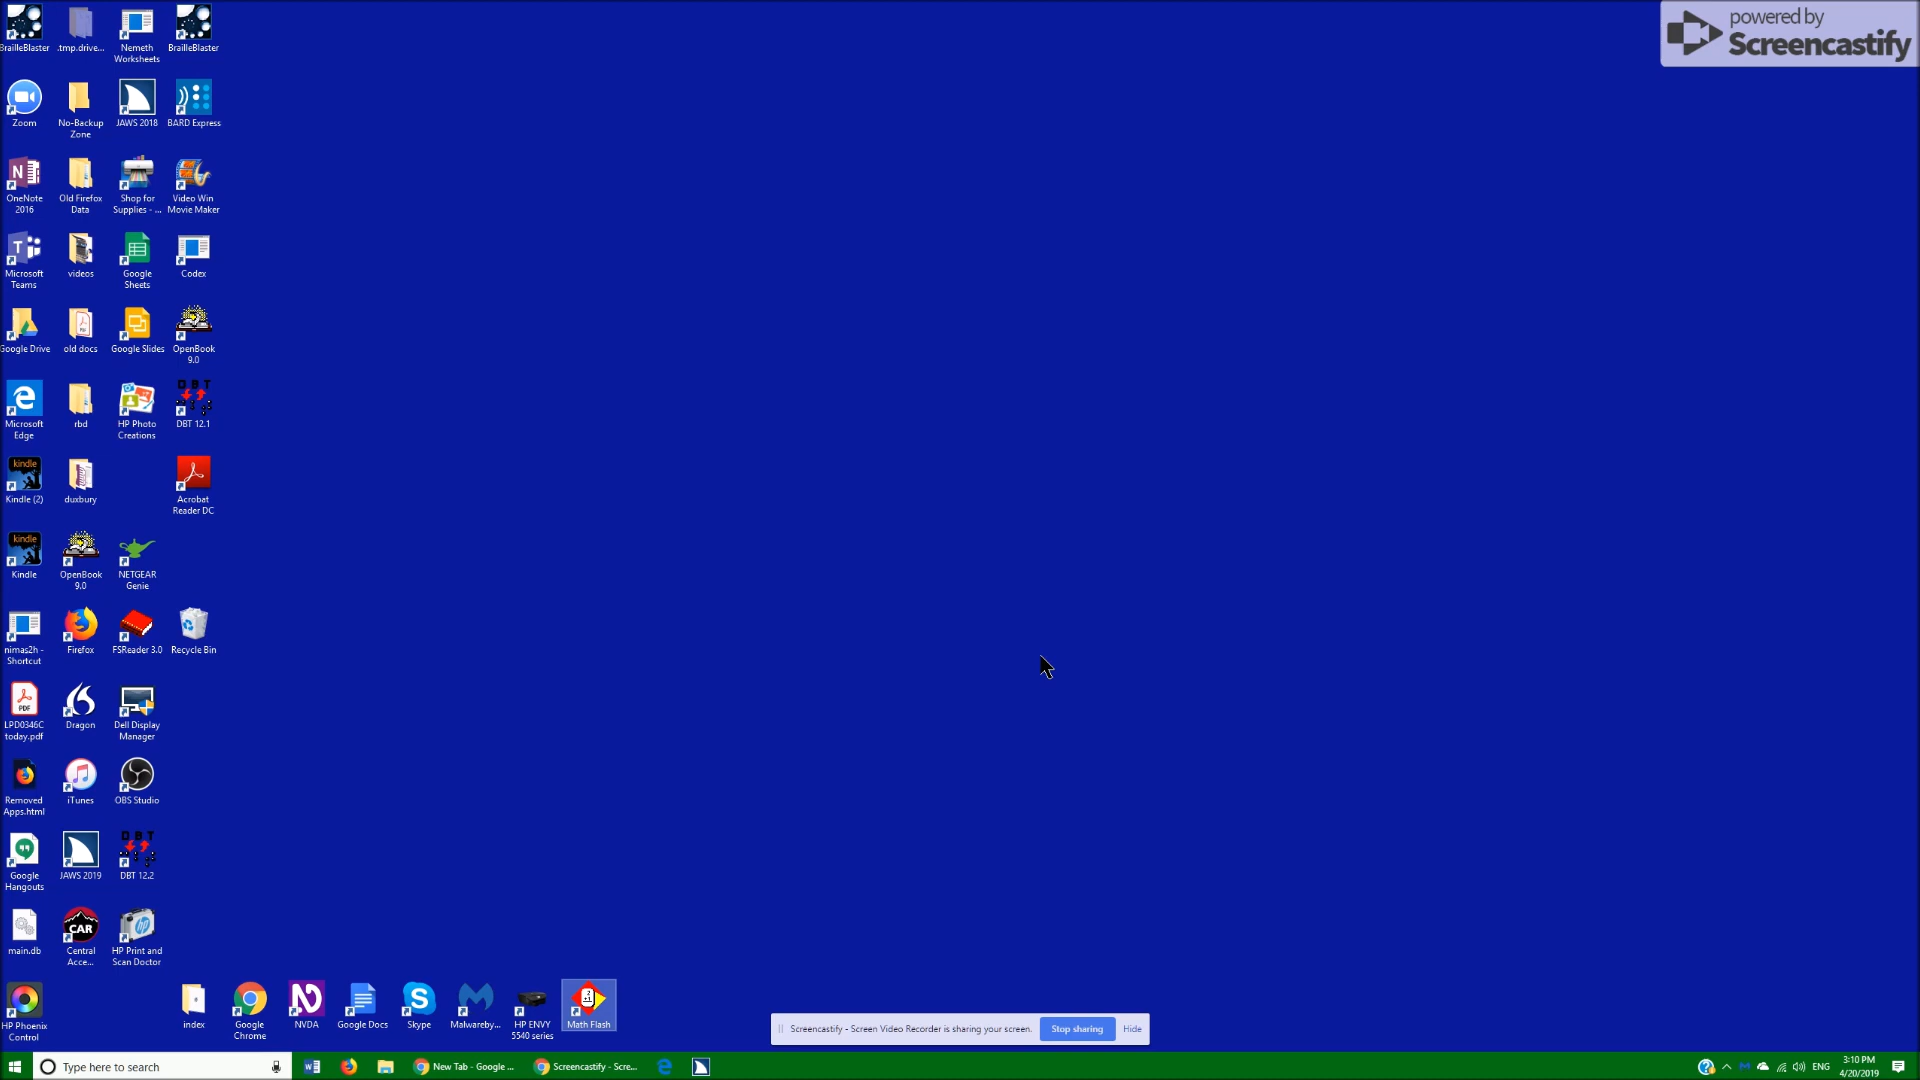 powered by
Screencastify
BrailleBlaster
.tmp.drive...
Nemeth
Worksheets
BrailleBlaster
Zoom
No-Backup
Zone
JAWS 2018
BARD Express
OneNote
2016
Old Firefox
Data
Shop for
Supplies - ...
Video Win
Movie Maker
Microsoft
Teams
videos
Google
Sheets
Codex
Google Drive
old docs
Google Slides
OpenBook
9.0
Microsoft
Edge
rbd
HP Photo
Creations
DBT
DBT 12.1
kindle
Kindle (2)
duxbury
Acrobat
Reader DC
kindle
Kindle
OpenBook
9.0
NETGEAR
Genie
nimas2h -
Shortcut
Firefox
FSReader 3.0
Recycle Bin
PDF
LPD0346C
today.pdf
Dragon
Dell Display
Manager
Removed
Apps.html
iTunes
OBS Studio
Google
Hangouts
JAWS 2019
DBT
DBT 12.2
main.db
CAR
Central
Acce...
HP Print and
Scan Doctor
HP Phoenix
Control
index
Google
Chrome
NVDA
Google Docs
Skype
Malwareby...
HP ENVY
5540 series
Math Flash
Screencastify - Screen Video Recorder is sharing your screen.
Stop sharing
Hide
Type here to search
New Tab - Google ...
Screencastify - Scre...
ENG
3:10 PM
4/20/2019